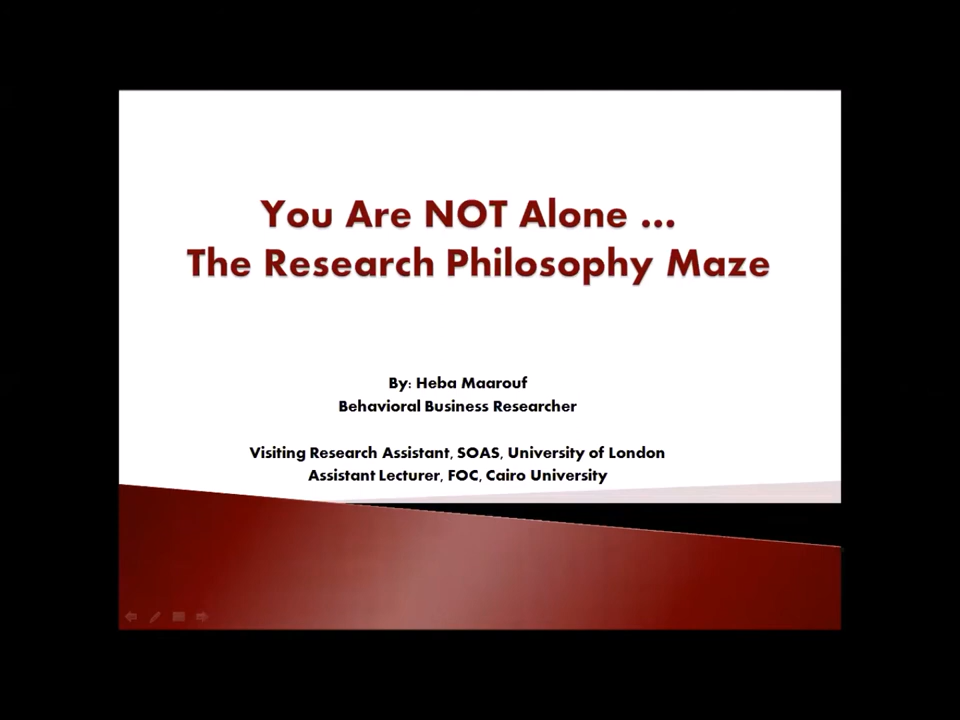 You Are NOT Alone ...
The Research Philosophy Maze
By: Heba Maarouf
Behavioral Business Researcher
Visiting Research Assistant, SOAS, University of London
Assistant Lecturer, FOC, Cairo University